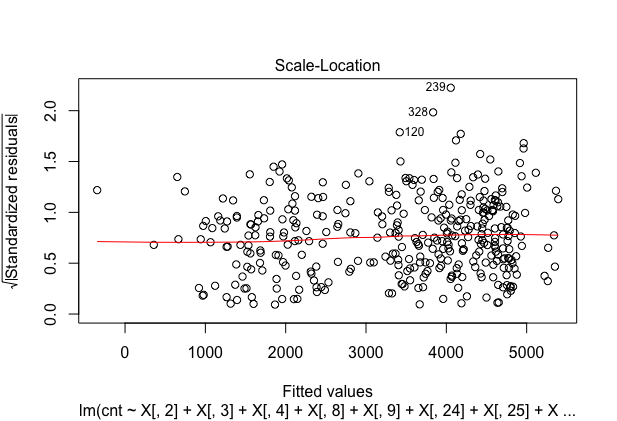 Scale-Location
√|Standardized residuals|
2.0
1.5
1.0
0.5
0.0
239
328
120
0 1000 2000 3000 4000 5000
Fitted values
lm(cnt ~ X[, 2] + X[, 3] + X[, 4] + X[, 8] + X[, 9] + X[, 24] + X[, 25] + X ...